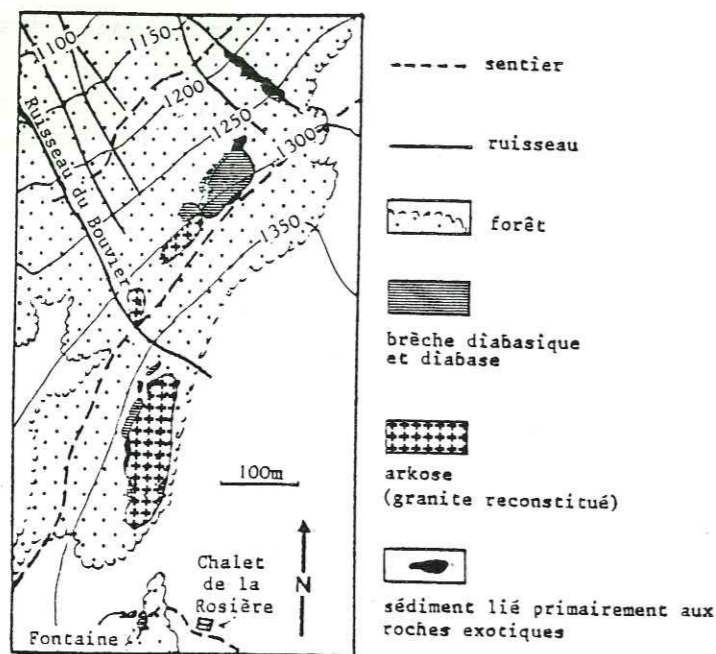 1100
1150
1200
1250
1300
1350
Ruisseau du Bouvier
100m
N
Chalet
de la
Rosière
Fontaine
sentier
ruisseau
forêt
brèche diabasique
et diabase
arkose
(granite reconstitué)
sédiment lié primairement aux
roches exotiques